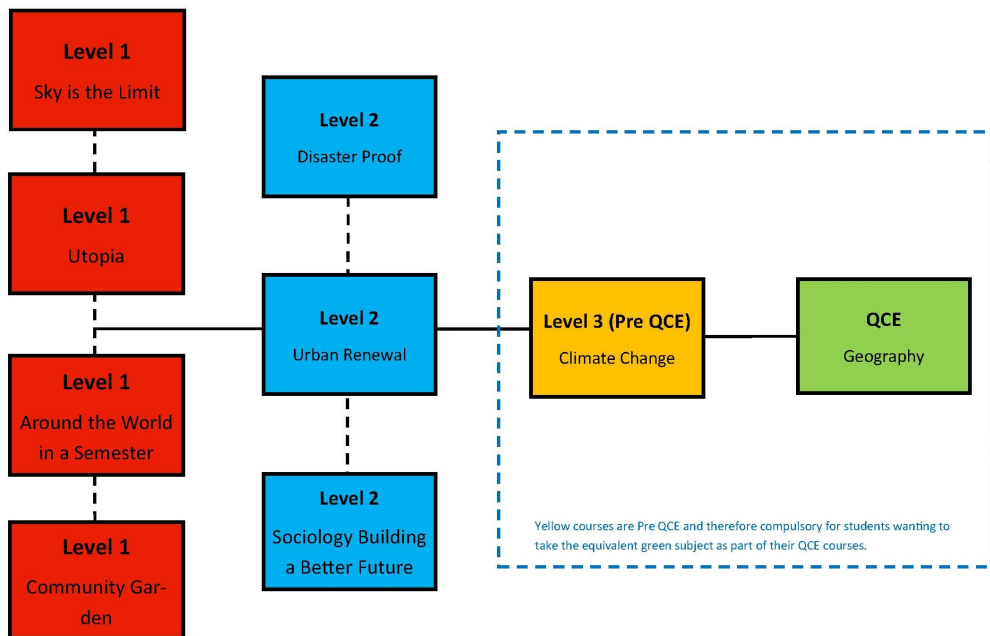 Level 1
Sky is the Limit
Level 1
Utopia
Level 1
Around the World
in a Semester
Level 1
Community Gar-
den
Level 2
Disaster Proof
Level 2
Urban Renewal
Level 2
Sociology Building
a Better Future
Level 3 (Pre QCE)
Climate Change
QCE
Geography
Yellow courses are Pre QCE and therefore compulsory for students wanting to
take the equivalent green subject as part of their QCE courses.